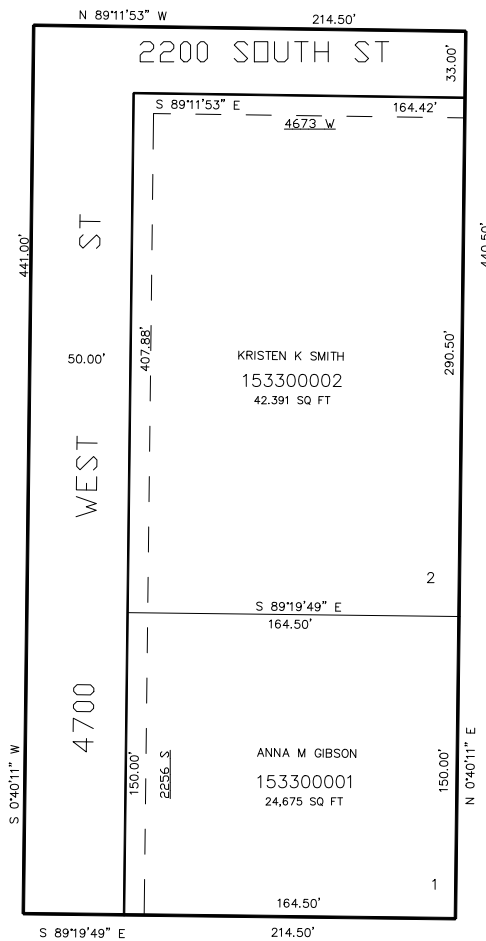 N 89°11'53" W 214.50'
2200 SOUTH ST
33.00'
S 89°11'53" E 164.42'
4673 W
441.00'
440.50'
4700 WEST ST
50.00'
407.88'
290.50'
KRISTEN K SMITH
153300002
42.391 SQ FT
2
S 89°19'49" E
164.50'
S 0°40'11" W
150.00'
2256 S
ANNA M GIBSON
153300001
24,675 SQ FT
150.00'
N 0°40'11" E
1
164.50'
S 89°19'49" E 214.50'